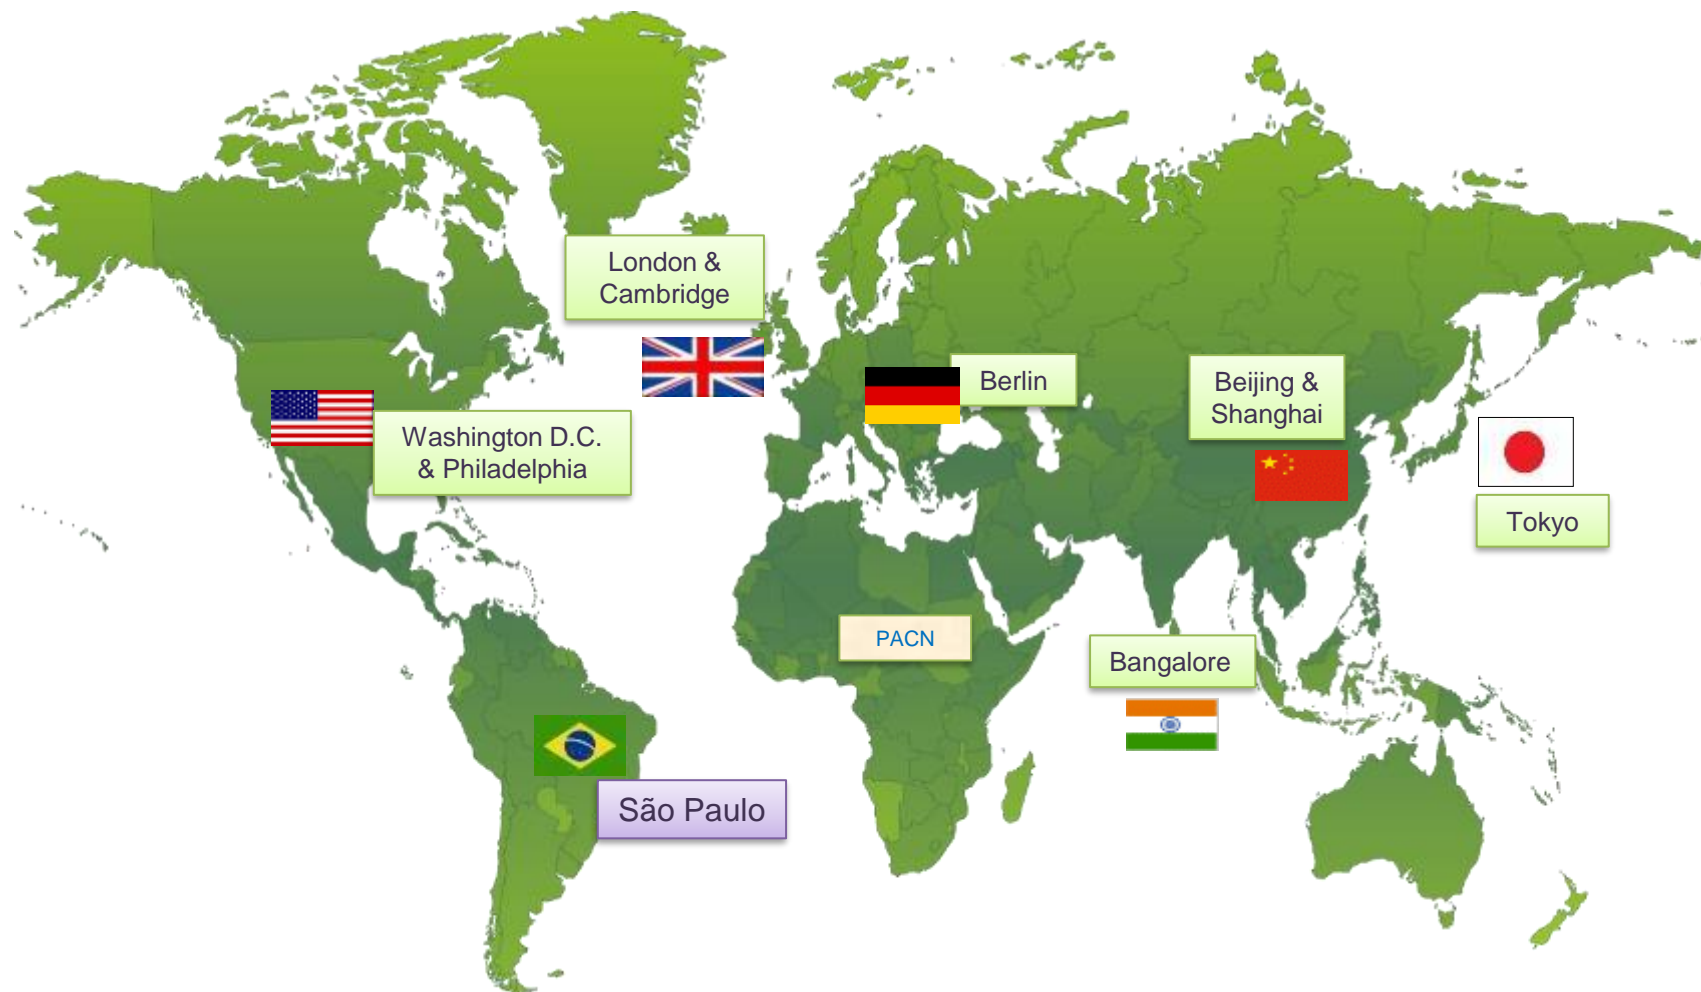 London &
Cambridge
Berlin
Beijing &
Shanghai
Washington D.C.
& Philadelphia
Tokyo
PACN
Bangalore
São Paulo